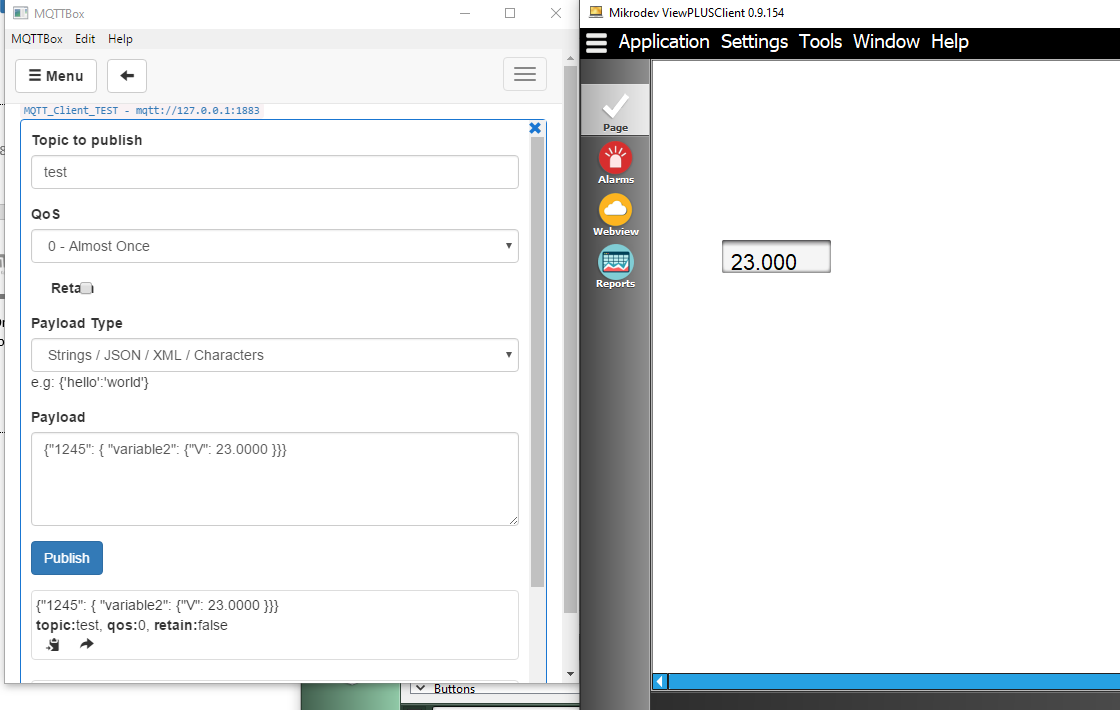 MQTTBox
MQTTBox Edit Help
Menu
MQTT_Client_TEST - mqtt://127.0.0.1:1883
Topic to publish
test
QoS
0 - Almost Once
Retain
Payload Type
Strings / JSON / XML / Characters
e.g: {'hello':'world'}
Payload
{"1245": { "variable2": {"V": 23.0000 }}}
Publish
{"1245": { "variable2": {"V": 23.0000 }}}
topic:test, qos:0, retain:false
Buttons
Mikrodev ViewPLUSClient 0.9.154
Application Settings Tools Window Help
Page
Alarms
Webview
Reports
23.000